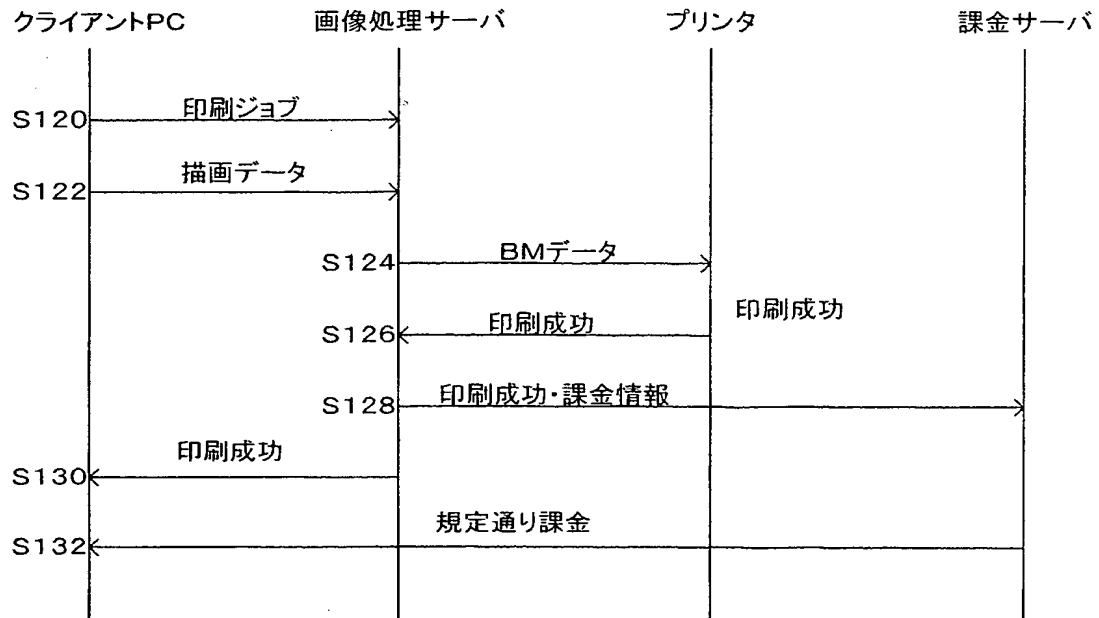 クライアントPC
画像処理サーバ
プリンタ
課金サーバ
S120
印刷ジョブ
S122
描画データ
S124
BMデータ
印刷成功
S126
印刷成功
S128
印刷成功・課金情報
S130
印刷成功
S132
規定通り課金